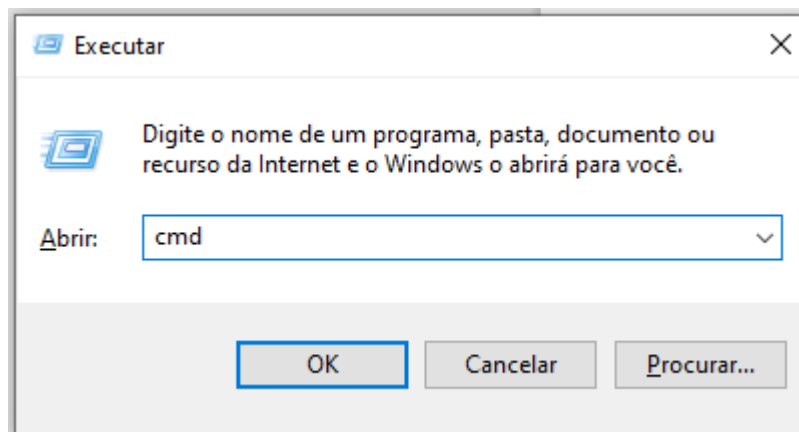 Executar
Digite o nome de um programa, pasta, documento ou
recurso da Internet e o Windows o abrirá para você.
Abrir: cmd
OK Cancelar Procurar...